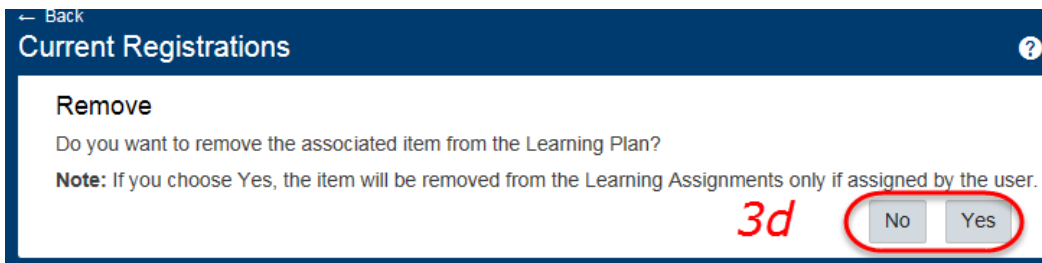 ← Back
Current Registrations
?
Remove
Do you want to remove the associated item from the Learning Plan?
Note: If you choose Yes, the item will be removed from the Learning Assignments only if assigned by the user.
3d No Yes